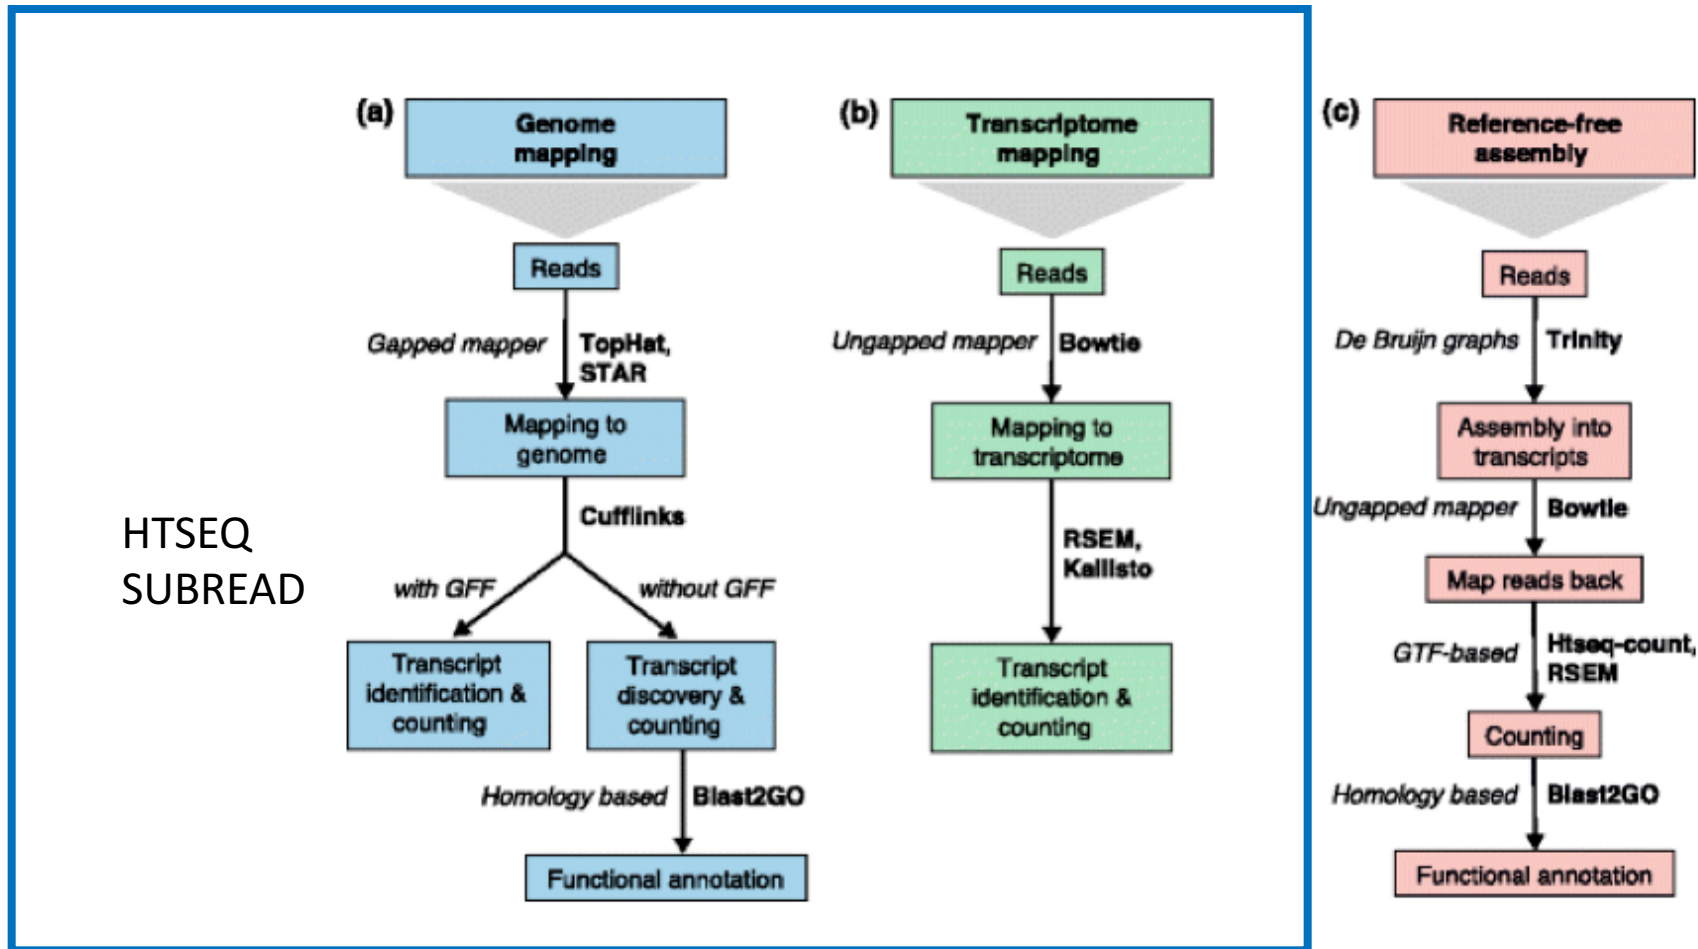 HTSEQ
SUBREAD
(a)
Genome
mapping
Reads
Gapped mapper
TopHat,
STAR
Mapping to
genome
Cufflinks
with GFF
without GFF
Transcript
identification &
counting
Transcript
discovery &
counting
Homology based
Blast2GO
Functional annotation
(b)
Transcriptome
mapping
Reads
Ungapped mapper
Bowtie
Mapping to
transcriptome
RSEM,
Kallisto
Transcript
identification &
counting
(c)
Reference-free
assembly
Reads
De Bruijn graphs
Trinity
Assembly into
transcripts
Ungapped mapper
Bowtie
Map reads back
GTF-based
Htseq-count,
RSEM
Counting
Homology based
Blast2GO
Functional annotation